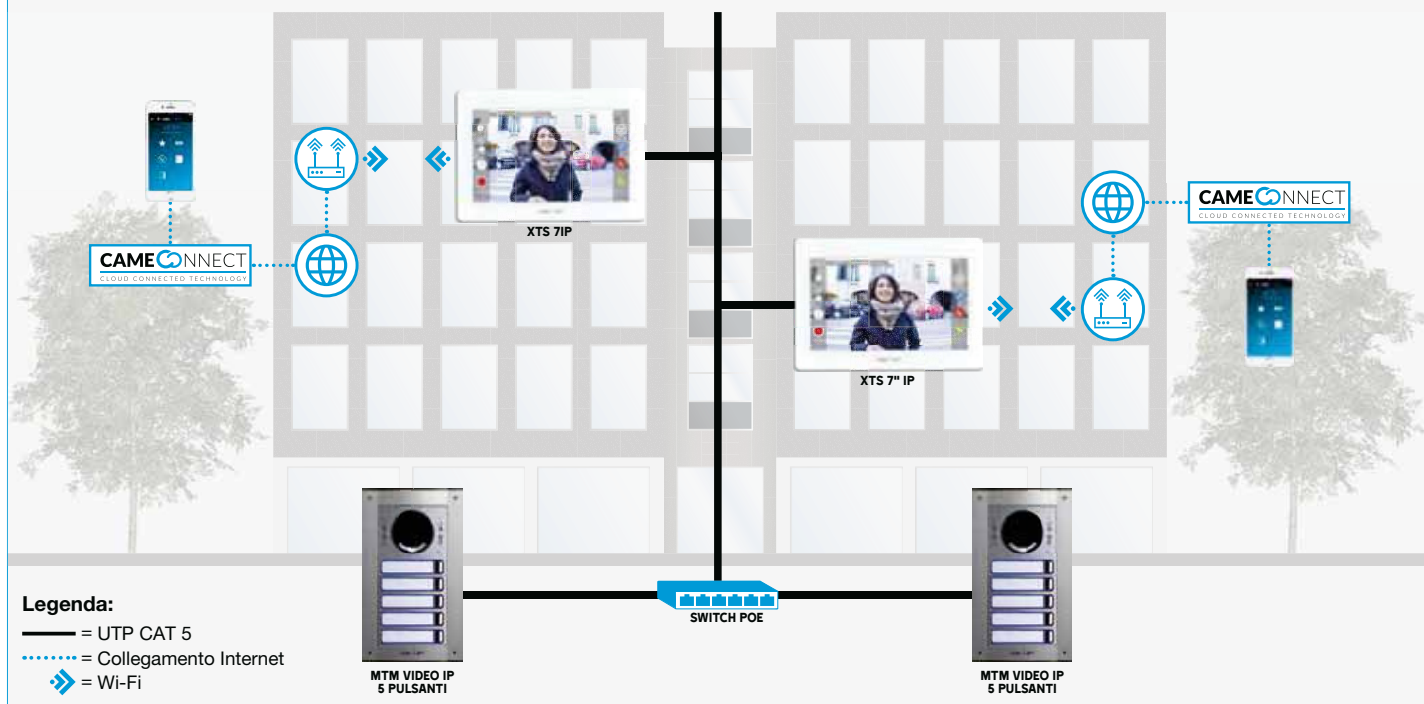 XTS 7IP
CAMECONNECT
CLOUD CONNECTED TECHNOLOGY
CAMECONNECT
CLOUD CONNECTED TECHNOLOGY
XTS 7" IP
Legenda:
= UTP CAT 5
= Collegamento Internet
= Wi-Fi
SWITCH POE
MTM VIDEO IP
5 PULSANTI
MTM VIDEO IP
5 PULSANTI